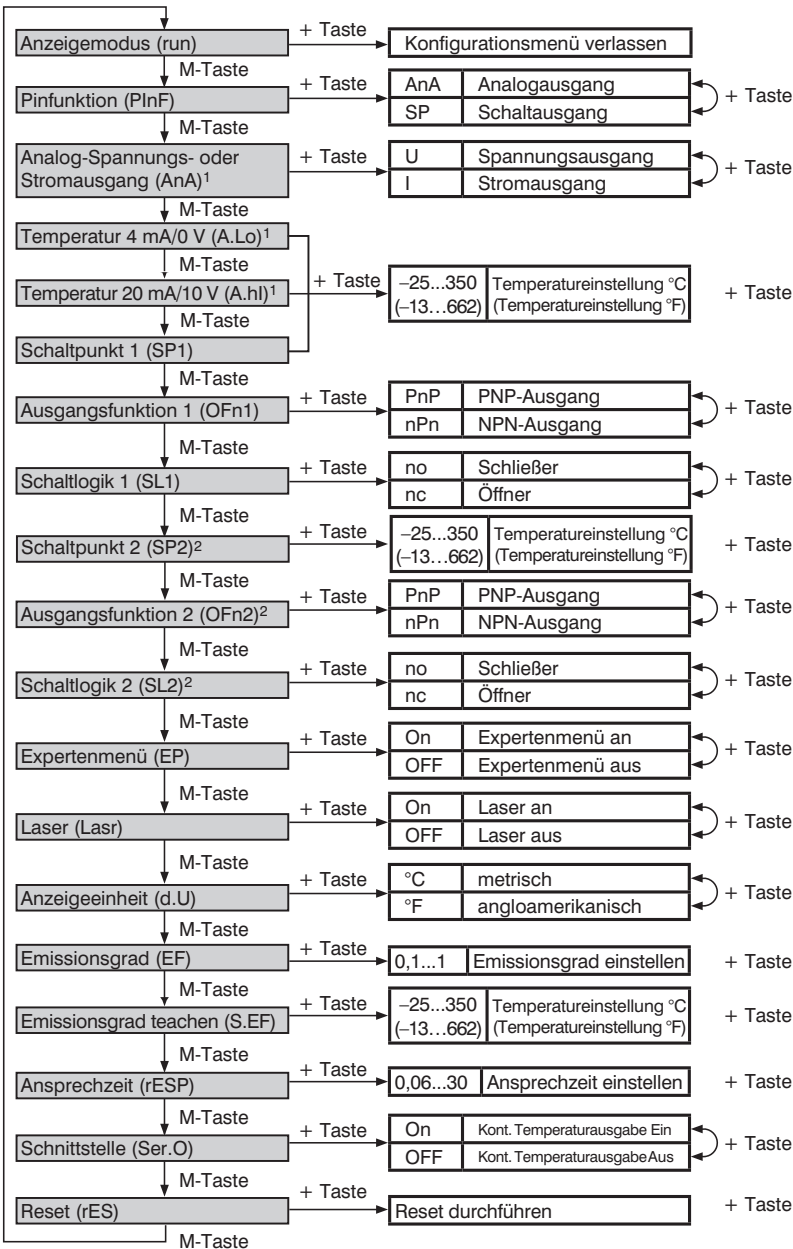 Anzeigemodus (run)
+ Taste
Konfigurationsmenü verlassen
M-Taste
Pinfunktion (PInF)
+ Taste
AnA Analogausgang
SP Schaltausgang
+ Taste
M-Taste
Analog-Spannungs- oder
Stromausgang (AnA)¹
+ Taste
U Spannungsausgang
I Stromausgang
+ Taste
M-Taste
Temperatur 4 mA/0 V (A.Lo)¹
M-Taste
Temperatur 20 mA/10 V (A.hI)¹
M-Taste
Schaltpunkt 1 (SP1)
+ Taste
–25...350 Temperatureinstellung °C
(–13…662) (Temperatureinstellung °F)
+ Taste
M-Taste
Ausgangsfunktion 1 (OFn1)
+ Taste
PnP PNP-Ausgang
nPn NPN-Ausgang
+ Taste
M-Taste
Schaltlogik 1 (SL1)
+ Taste
no Schließer
nc Öffner
+ Taste
M-Taste
Schaltpunkt 2 (SP2)²
+ Taste
–25...350 Temperatureinstellung °C
(–13…662) (Temperatureinstellung °F)
+ Taste
M-Taste
Ausgangsfunktion 2 (OFn2)²
+ Taste
PnP PNP-Ausgang
nPn NPN-Ausgang
+ Taste
M-Taste
Schaltlogik 2 (SL2)²
+ Taste
no Schließer
nc Öffner
+ Taste
M-Taste
Expertenmenü (EP)
+ Taste
On Expertenmenü an
OFF Expertenmenü aus
+ Taste
M-Taste
Laser (Lasr)
+ Taste
On Laser an
OFF Laser aus
+ Taste
M-Taste
Anzeigeeinheit (d.U)
+ Taste
°C metrisch
°F angloamerikanisch
+ Taste
M-Taste
Emissionsgrad (EF)
+ Taste
0,1...1 Emissionsgrad einstellen
+ Taste
M-Taste
Emissionsgrad teachen (S.EF)
+ Taste
–25...350 Temperatureinstellung °C
(–13…662) (Temperatureinstellung °F)
+ Taste
M-Taste
Ansprechzeit (rESP)
+ Taste
0,06...30 Ansprechzeit einstellen
+ Taste
M-Taste
Schnittstelle (Ser.O)
+ Taste
On Kont. Temperaturausgabe Ein
OFF Kont. Temperaturausgabe Aus
+ Taste
M-Taste
Reset (rES)
+ Taste
Reset durchführen
+ Taste
M-Taste